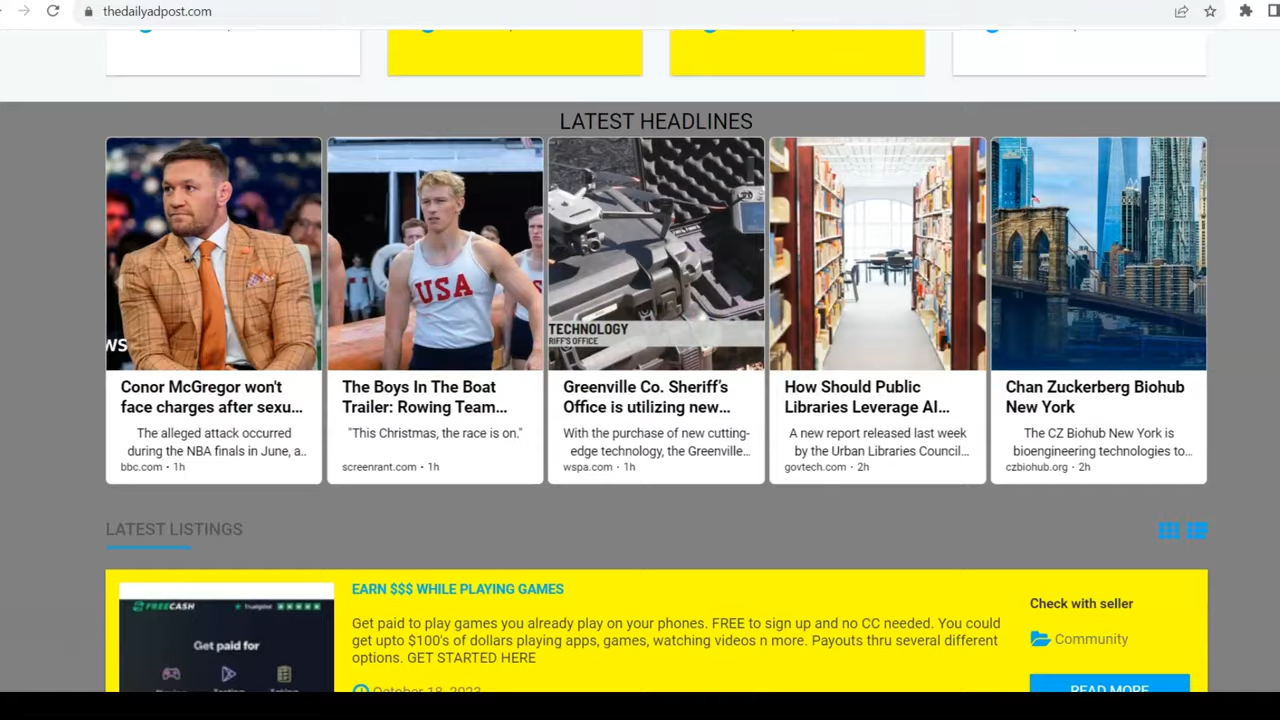 thedailyadpost.com
LATEST HEADLINES
WS
USA
TECHNOLOGY
RIFF'S OFFICE
Conor McGregor won't
face charges after sexu...
The alleged attack occurred
during the NBA finals in June, a..
bbc.com • 1h
The Boys In The Boat
Trailer: Rowing Team...
"This Christmas, the race is on."
screenrant.com • 1h
Greenville Co. Sheriff's
Office is utilizing new...
With the purchase of new cutting-
edge technology, the Greenville...
wspa.com • 1h
How Should Public
Libraries Leverage AI...
A new report released last week
by the Urban Libraries Council...
govtech.com • 2h
Chan Zuckerberg Biohub
New York
The CZ Biohub New York is
bioengineering technologies to...
czbiohub.org • 2h
LATEST LISTINGS
FREECASH
Trustpilot
Get paid for
EARN $$$ WHILE PLAYING GAMES
Get paid to play games you already play on your phones. FREE to sign up and no CC needed. You could
get upto $100's of dollars playing apps, games, watching videos n more. Payouts thru several different
options. GET STARTED HERE
October 18, 2023
Check with seller
Community
READ MORE